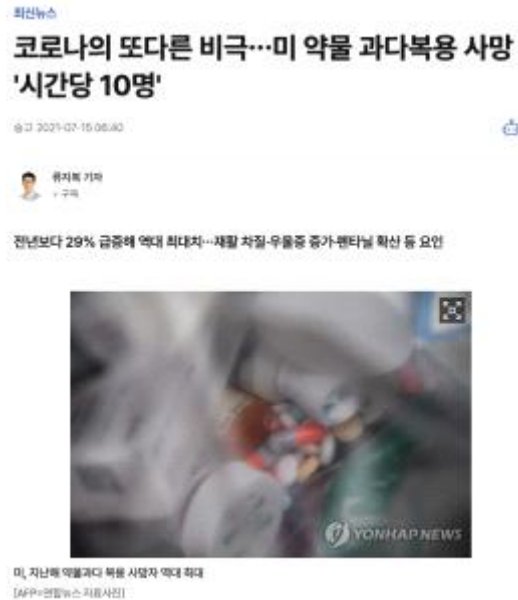 최신뉴스
코로나의 또다른 비극…미 약물 과다복용 사망
'시간당 10명'
송고 2021-07-15 06:40
류지복 기자
구독
전년보다 29% 급증해 역대 최대치…재활 차질·우울증 증가·펜타닐 확산 등 요인
YONHAP NEWS
미, 지난해 약물과다 복용 사망자 역대 최대
[AFP=연합뉴스 자료사진]